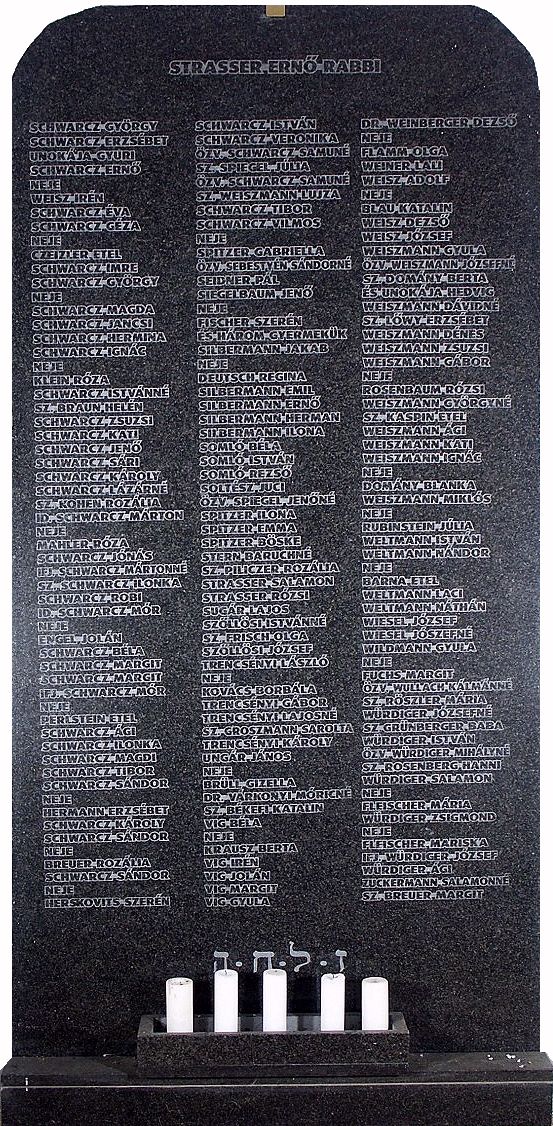 STRASSER ERNŐ RABBI
SCHWARCZ GYÖRGY
SCHWARCZ ERZSÉBET
UNOKÁJA GYURI
SCHWARCZ ERNŐ
NEJE
WEISZ IRÉN
SCHWARCZ ÉVA
SCHWARCZ GÉZA
NEJE
CZEIZLER ETEL
SCHWARCZ IMRE
SCHWARCZ GYÖRGY
NEJE
SCHWARCZ MAGDA
SCHWARCZ JANCSI
SCHWARCZ HERMINA
SCHWARCZ IGNÁC
NEJE
KLEIN RÓZA
SCHWARCZ ISTVÁNNÉ
SZ. BRAUN HELÉN
SCHWARCZ ZSUZSI
SCHWARCZ KATI
SCHWARCZ JENŐ
SCHWARCZ SÁRI
SCHWARCZ KÁROLY
SCHWARCZ LÁZÁRNÉ
SZ. KOHEN ROZÁLIA
ID. SCHWARCZ MÁRTON
NEJE
MAHLER RÓZA
SCHWARCZ JÓNÁS
IFJ. SCHWARCZ MÁRTONNÉ
SZ. SCHWARCZ ILONKA
SCHWARCZ ROBI
ID. SCHWARCZ MÓR
NEJE
ENGEL JOLÁN
SCHWARCZ BÉLA
SCHWARCZ MARGIT
SCHWARCZ MARGIT
IFJ. SCHWARCZ MÓR
NEJE
PERLSTEIN ETEL
SCHWARCZ ÁGI
SCHWARCZ ILONKA
SCHWARCZ MAGDI
SCHWARCZ TIBOR
SCHWARCZ SÁNDOR
NEJE
HERMANN ERZSÉBET
SCHWARCZ KÁROLY
SCHWARCZ SÁNDOR
NEJE
BREUER ROZÁLIA
SCHWARCZ SÁNDOR
NEJE
HERSKOVITS SZERÉN
SCHWARCZ ISTVÁN
SCHWARCZ VERONIKA
ÖZV. SCHWARCZ SAMUNÉ
SZ. SPIEGEL JÚLIA
ÖZV. SCHWARCZ SAMUNÉ
SZ. WEISZMANN LUJZA
SCHWARCZ TIBOR
SCHWARCZ VILMOS
NEJE
SPITZER GABRIELLA
ÖZV. SEBESTYÉN SÁNDORNÉ
SEIDNER PÁL
SIEGELBAUM JENŐ
NEJE
FISCHER SZERÉN
ÉS HÁROM GYERMEKÜK
SILBERMANN JAKAB
NEJE
DEUTSCH REGINA
SILBERMANN EMIL
SILBERMANN ERNŐ
SILBERMANN HERMAN
SILBERMANN ILONA
SOMLÓ BÉLA
SOMLÓ ISTVÁN
SOMLÓ REZSŐ
SOLTÉSZ JUCI
ÖZV. SPIEGEL JENŐNÉ
SPITZER ILONA
SPITZER EMMA
SPITZER BÖSKE
STERN BARUCHNÉ
SZ. PILICZER ROZÁLIA
STRASSER SALAMON
STRASSER RÓZSI
SUGÁR LAJOS
SZÖLLŐSI ISTVÁNNÉ
SZ. FRISCH OLGA
SZÖLLŐSI JÓZSEF
TRENCSÉNYI LÁSZLÓ
NEJE
KOVÁCS BORBÁLA
TRENCSÉNYI GÁBOR
TRENCSÉNYI LAJOSNÉ
SZ. GROSZMANN SAROLTA
TRENCSÉNYI KÁROLY
UNGÁR JÁNOS
NEJE
BRÜLL GIZELLA
DR. VÁRKONYI MÓRICNÉ
SZ. BÉKEFI KATALIN
VIG BÉLA
NEJE
KRAUSZ BERTA
VIG IRÉN
VIG JOLÁN
VIG MARGIT
VIG GYULA
DR. WEINBERGER DEZSŐ
NEJE
FLAMM OLGA
WEINER LALI
WEISZ ADOLF
NEJE
BLAU KATALIN
WEISZ DEZSŐ
WEISZ JÓZSEF
WEISZMANN GYULA
ÖZV. WEISZMANN JÓZSEFNÉ
SZ. DOMÁNY BERTA
ÉS UNOKÁJA HEDVIG
WEISZMANN DÁVIDNÉ
SZ. LŐWY ERZSÉBET
WEISZMANN DÉNES
WEISZMANN ZSUZSI
WEISZMANN GÁBOR
NEJE
ROSENBAUM RÓZSI
WEISZMANN GYÖRGYNÉ
SZ. KASPIN ETEL
WEISZMANN ÁGI
WEISZMANN KATI
WEISZMANN IGNÁC
NEJE
DOMÁNY BLANKA
WEISZMANN MIKLÓS
NEJE
RUBINSTEIN JÚLIA
WELTMANN ISTVÁN
WELTMANN NÁNDOR
NEJE
BARNA ETEL
WELTMANN LACI
WELTMANN NÁTHÁN
WIESEL JÓZSEF
WIESEL JÓSZEFNÉ
WILDMANN GYULA
NEJE
FUCHS MARGIT
ÖZV. WULLACH KÁLMÁNNÉ
SZ. RÖSZLER MÁRIA
WÜRDIGER JÓZSEFNÉ
SZ. GRÜNBERGER BABA
WÜRDIGER ISTVÁN
ÖZV. WÜRDIGER MIHÁLYNÉ
SZ. ROSENBERG HANNI
WÜRDIGER SALAMON
NEJE
FLEISCHER MÁRIA
WÜRDIGER ZSIGMOND
NEJE
FLEISCHER MARISKA
IFJ. WÜRDIGER JÓZSEF
WÜRDIGER ÁGI
ZUCKERMANN SALAMONNÉ
SZ. BREUER MARGIT
ז.ל.ח.ה